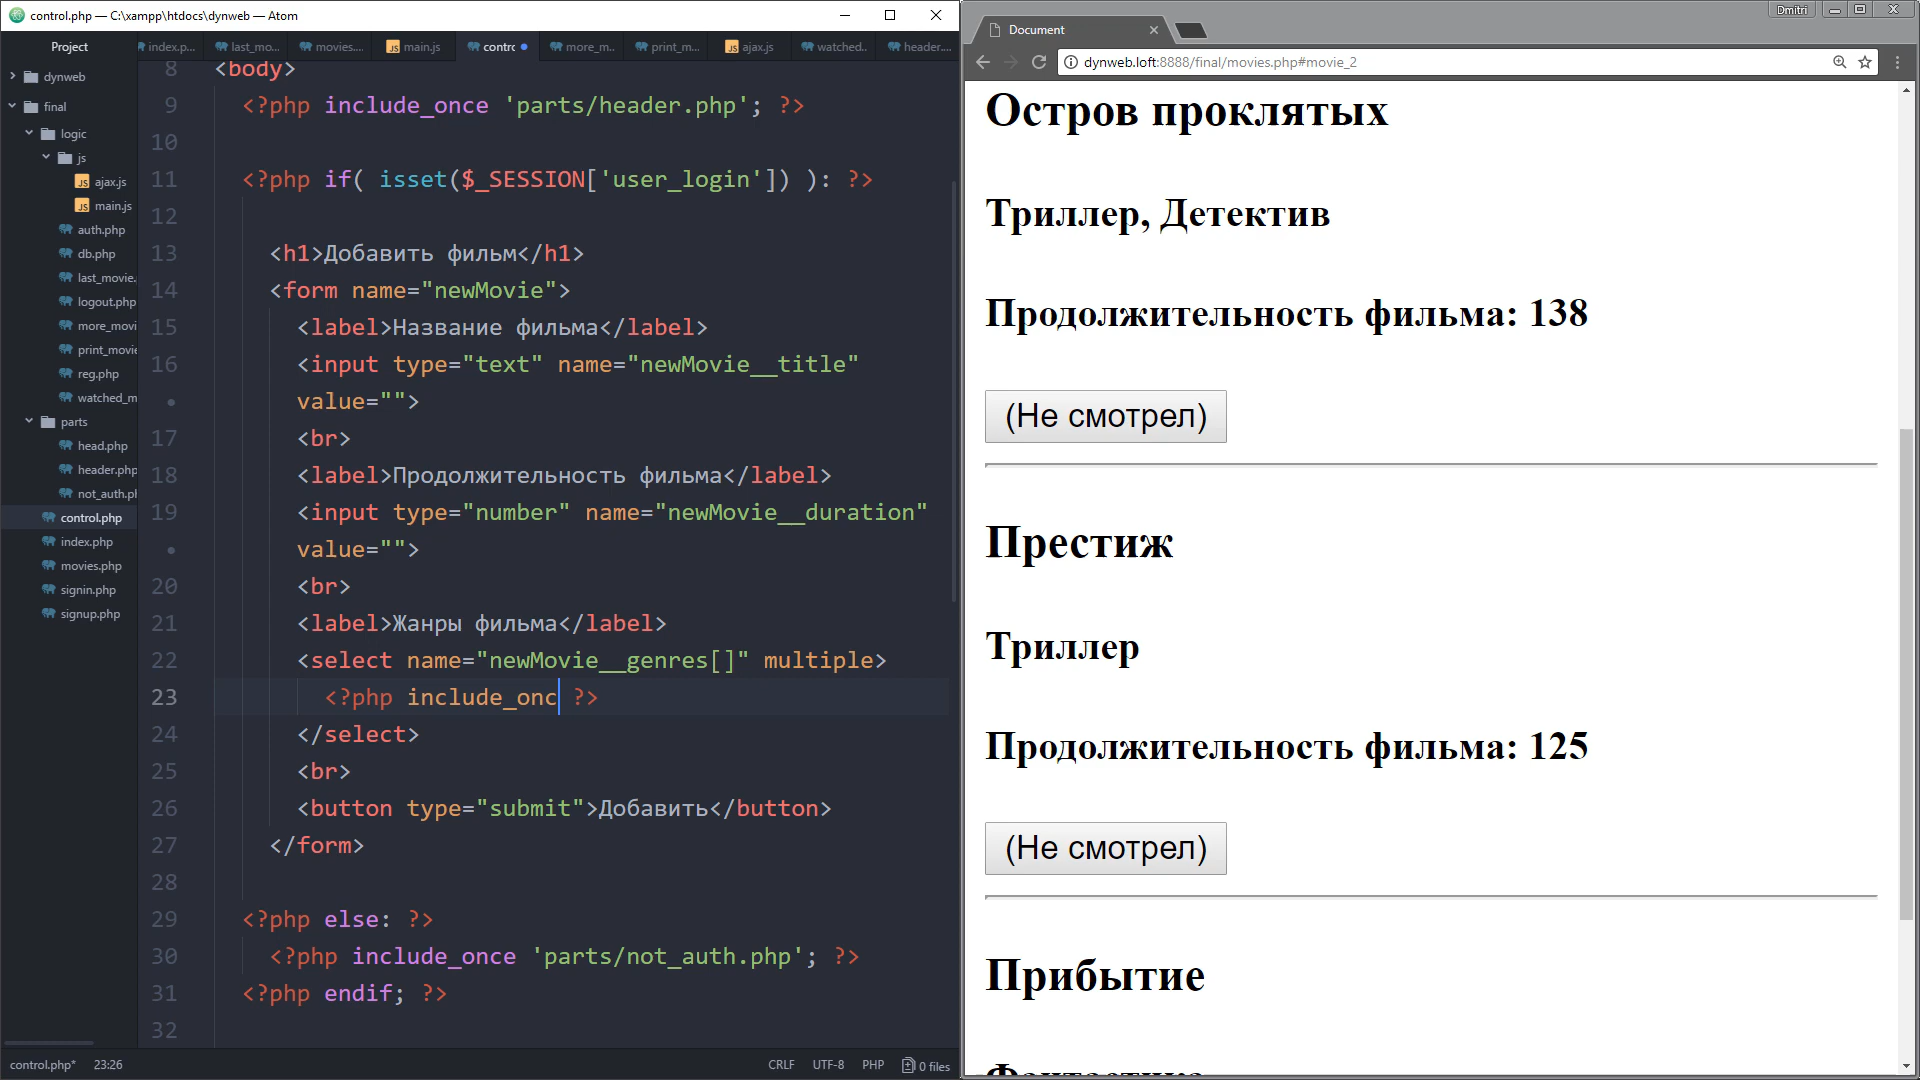 control.php — C:\xampp\htdocs\dynweb — Atom
Project
index.p...
last_mo...
movies....
main.js
contro
more_m..
print_m...
ajax.js
watched..
header....
dynweb
final
logic
js
ajax.js
main.js
auth.php
db.php
last_movie.
logout.php
more_movi
print_movie
reg.php
watched_m
parts
head.php
header.php
not_auth.ph
control.php
index.php
movies.php
signin.php
signup.php
8 <body>
9 <?php include_once 'parts/header.php'; ?>
10
11 <?php if( isset($_SESSION['user_login']) ): ?>
12
13 <h1>Добавить фильм</h1>
14 <form name="newMovie">
15 <label>Название фильма</label>
16 <input type="text" name="newMovie__title"
• value="">
17 <br>
18 <label>Продолжительность фильма</label>
19 <input type="number" name="newMovie__duration"
• value="">
20 <br>
21 <label>Жанры фильма</label>
22 <select name="newMovie__genres[]" multiple>
23 <?php include_onc ?>
24 </select>
25 <br>
26 <button type="submit">Добавить</button>
27 </form>
28
29 <?php else: ?>
30 <?php include_once 'parts/not_auth.php'; ?>
31 <?php endif; ?>
32
control.php* 23:26
CRLF UTF-8 PHP 0 files
Dmitri
Document
dynweb.loft:8888/final/movies.php#movie_2
Остров проклятых
Триллер, Детектив
Продолжительность фильма: 138
(Не смотрел)
Престиж
Триллер
Продолжительность фильма: 125
(Не смотрел)
Прибытие